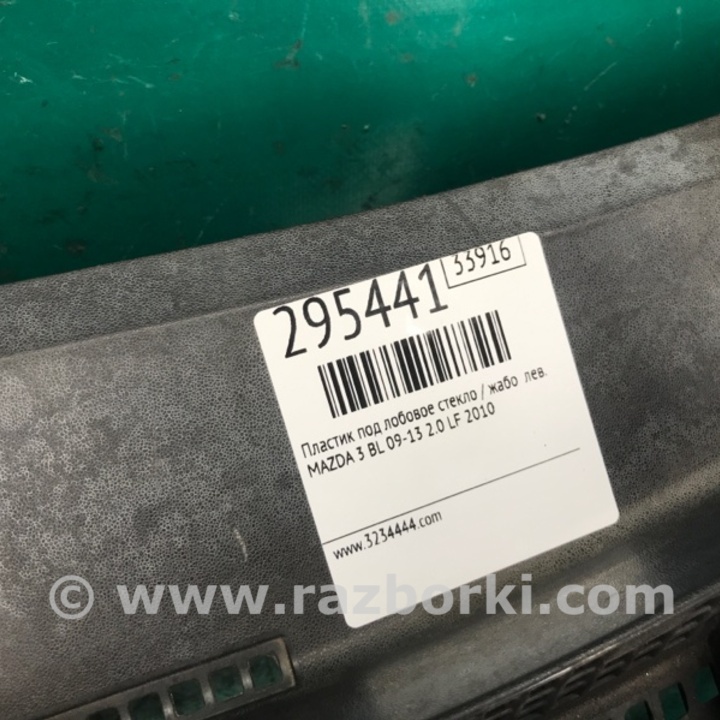 295441 33916
Пластик под лобовое стекло / жабо лев.
MAZDA 3 BL 09-13 2.0 LF 2010
www.3234444.com
© www.razborki.com